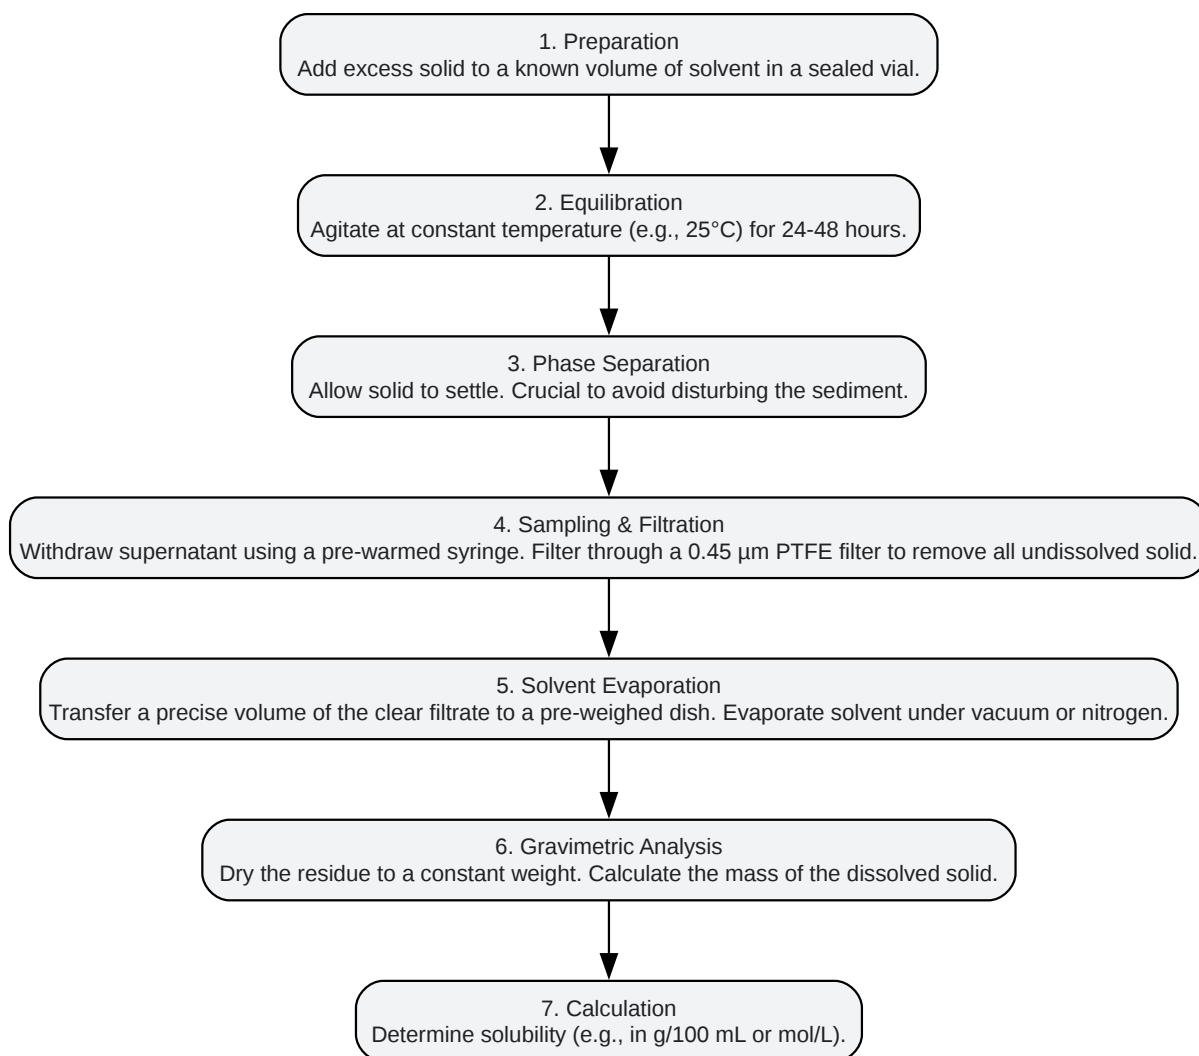 1. Preparation
Add excess solid to a known volume of solvent in a sealed vial.
2. Equilibration
Agitate at constant temperature (e.g., 25°C) for 24-48 hours.
3. Phase Separation
Allow solid to settle. Crucial to avoid disturbing the sediment.
4. Sampling & Filtration
Withdraw supernatant using a pre-warmed syringe. Filter through a 0.45 µm PTFE filter to remove all undissolved solid.
5. Solvent Evaporation
Transfer a precise volume of the clear filtrate to a pre-weighed dish. Evaporate solvent under vacuum or nitrogen.
6. Gravimetric Analysis
Dry the residue to a constant weight. Calculate the mass of the dissolved solid.
7. Calculation
Determine solubility (e.g., in g/100 mL or mol/L).